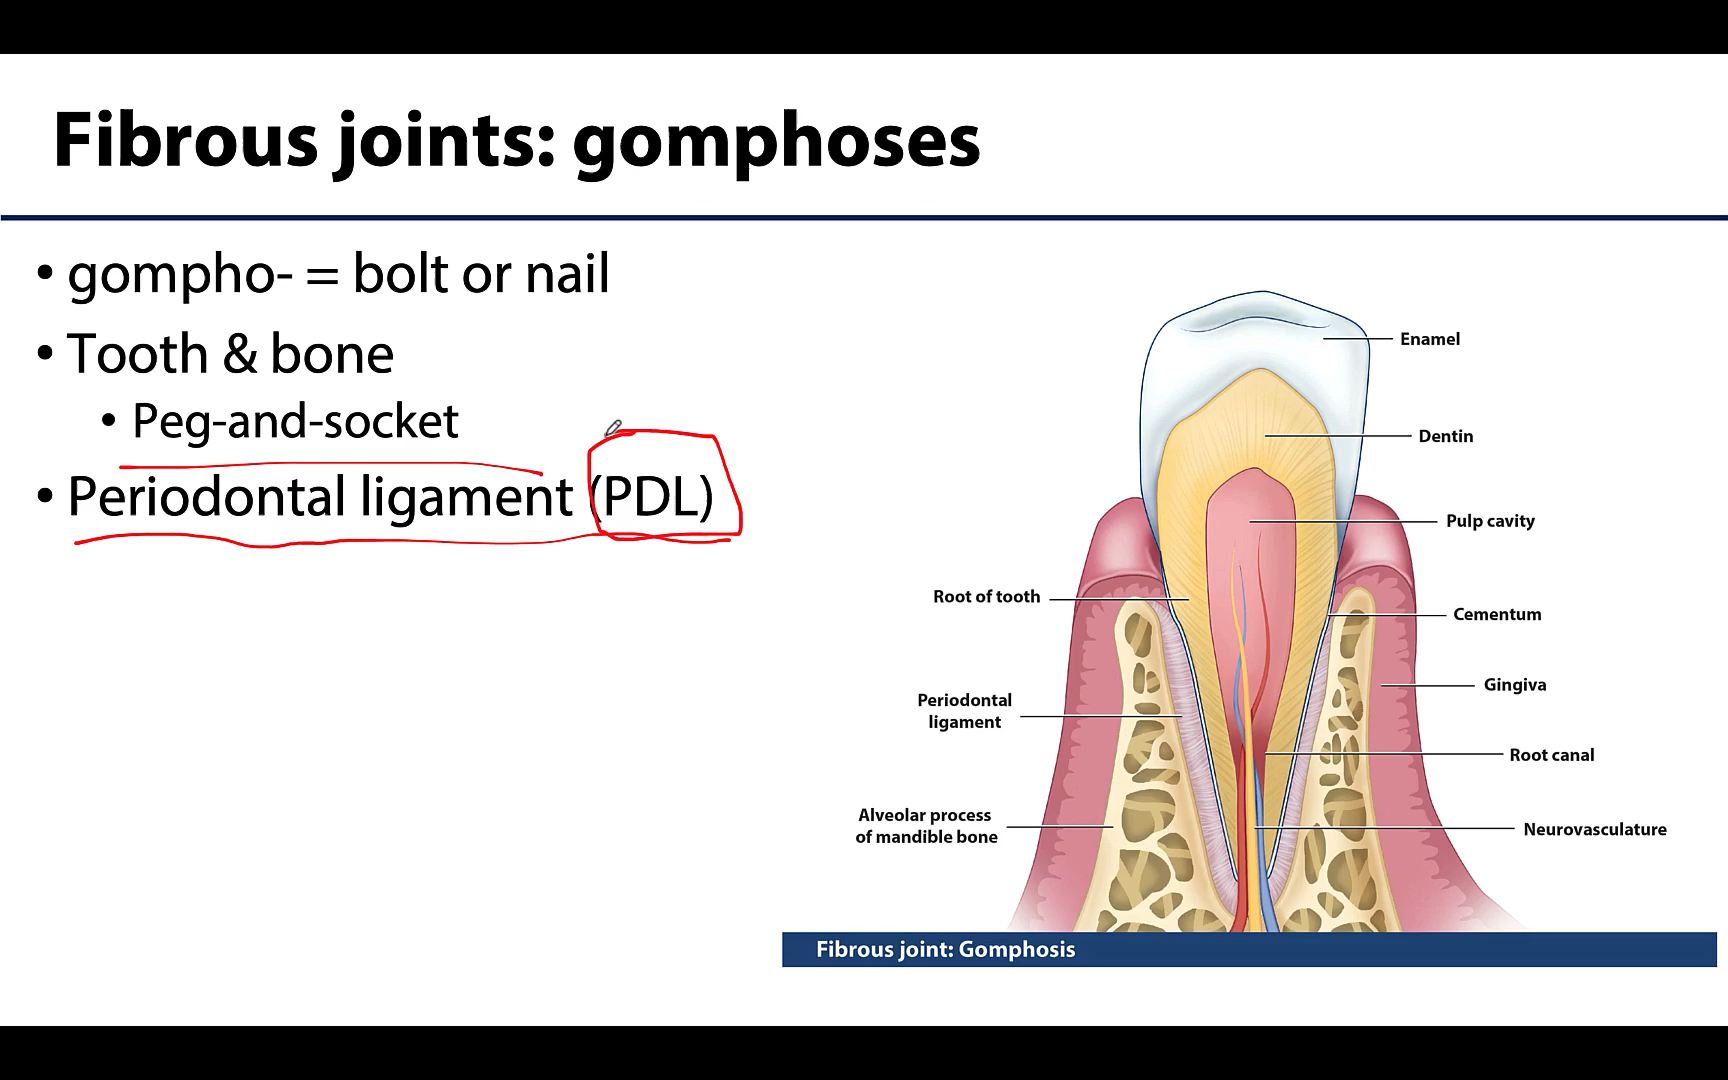 Fibrous joints: gomphoses
• gompho- = bolt or nail
• Tooth & bone
• Peg-and-socket
• Periodontal ligament (PDL)
Enamel
Dentin
Pulp cavity
Root of tooth
Cementum
Gingiva
Periodontal
ligament
Root canal
Alveolar process
of mandible bone
Neurovasculature
Fibrous joint: Gomphosis